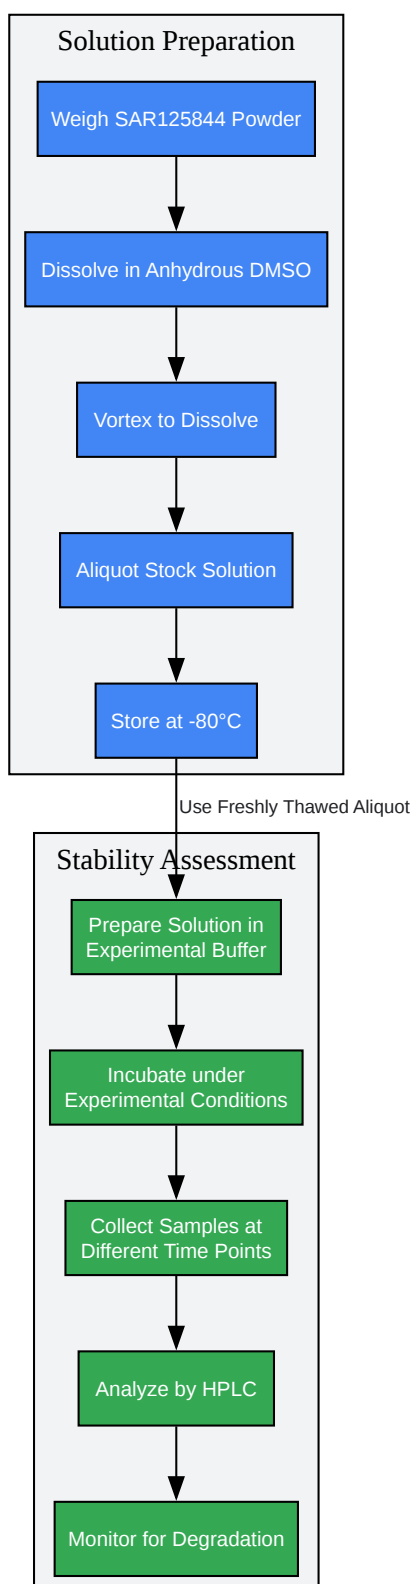 Solution Preparation
Weigh SAR125844 Powder
Dissolve in Anhydrous DMSO
Vortex to Dissolve
Aliquot Stock Solution
Store at -80°C
Use Freshly Thawed Aliquot
Stability Assessment
Prepare Solution in
Experimental Buffer
Incubate under
Experimental Conditions
Collect Samples at
Different Time Points
Analyze by HPLC
Monitor for Degradation